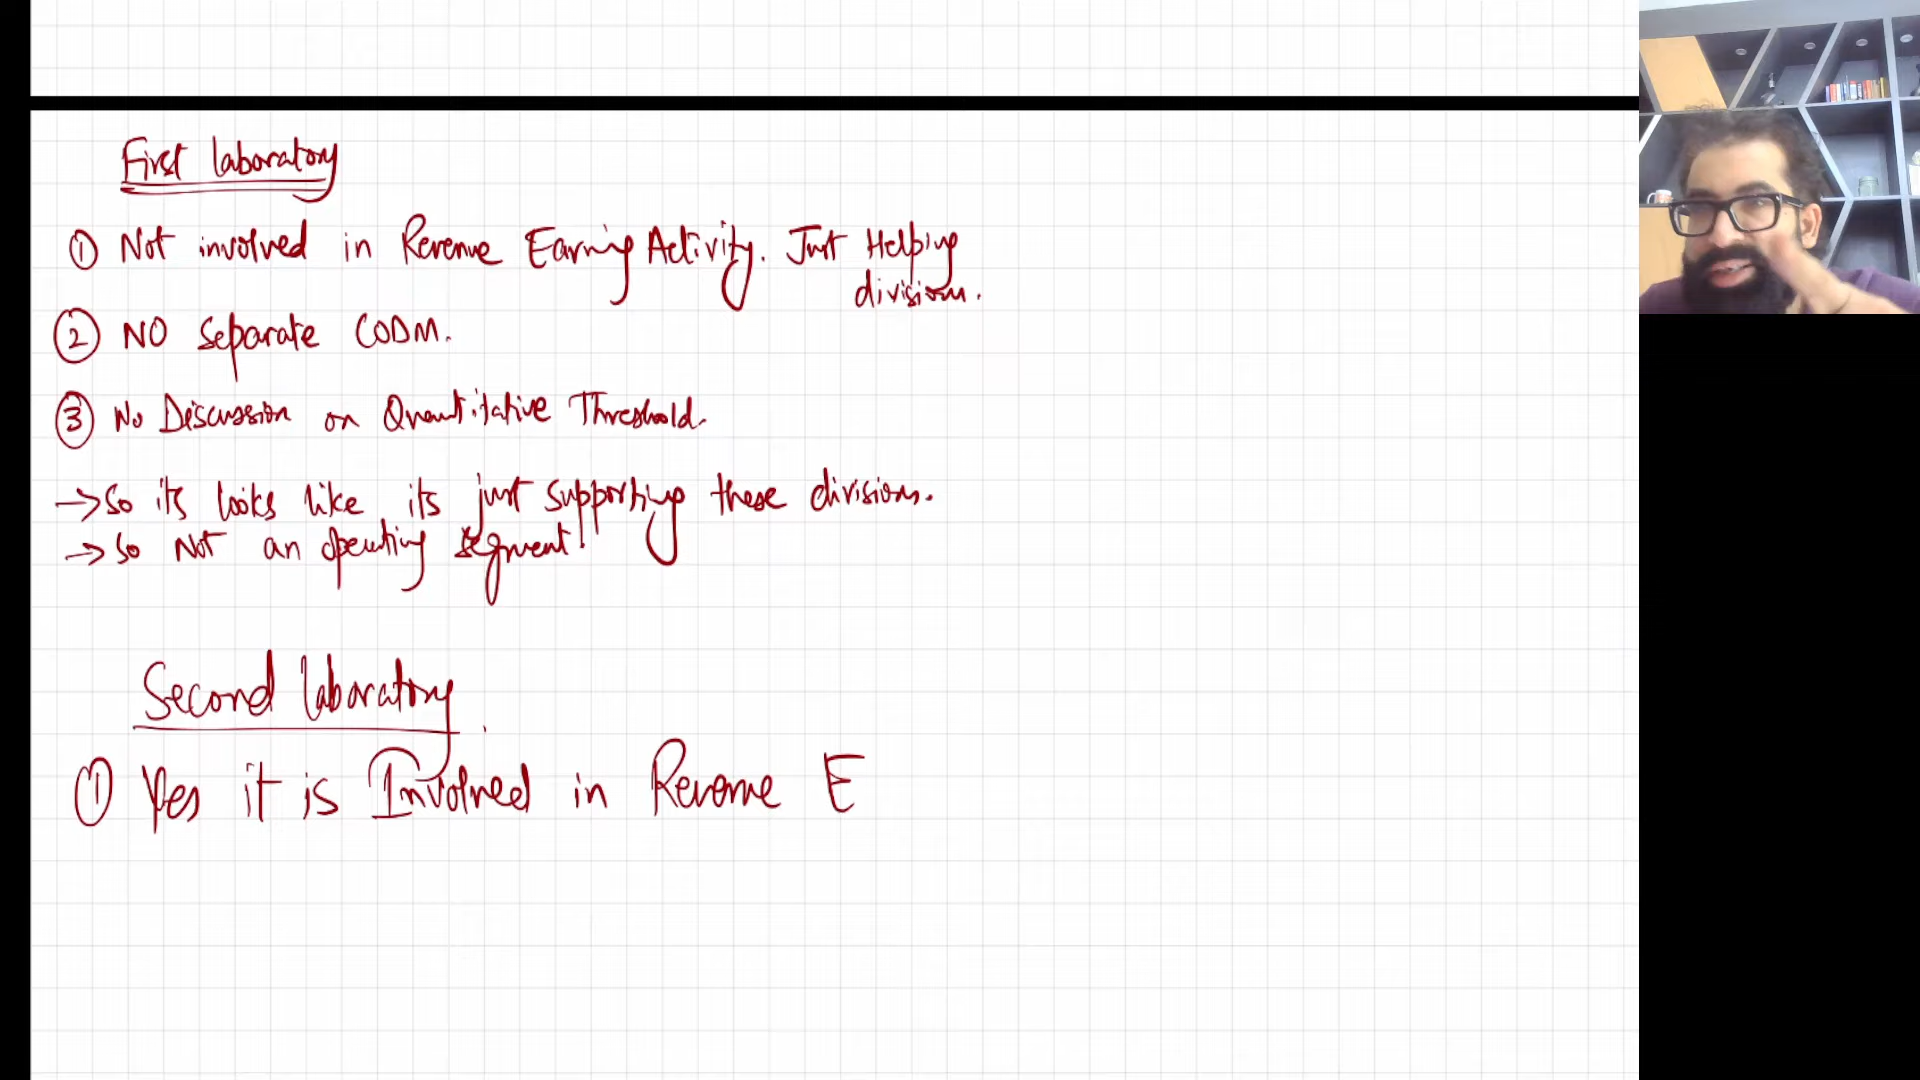 First laboratory
① Not involved in Revenue Earning Activity. Just Helping
divisions.
② NO separate CODM.
③ No Discussion on Quantitative Threshold.
→ So its looks like its just supporting these divisions.
→ So Not an operating segment!
Second laboratory
① Yes it is Involved in Revenue E